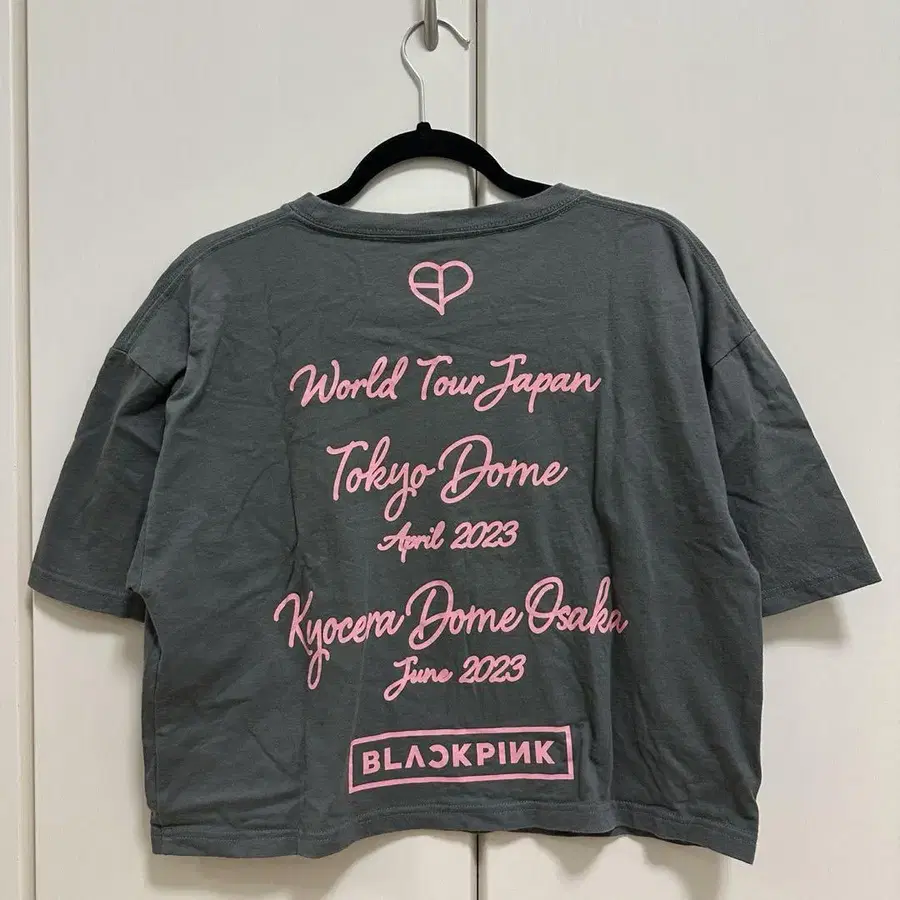 World Tour Japan
Tokyo Dome
April 2023
Kyocera Dome Osaka
June 2023
BLACKPINK